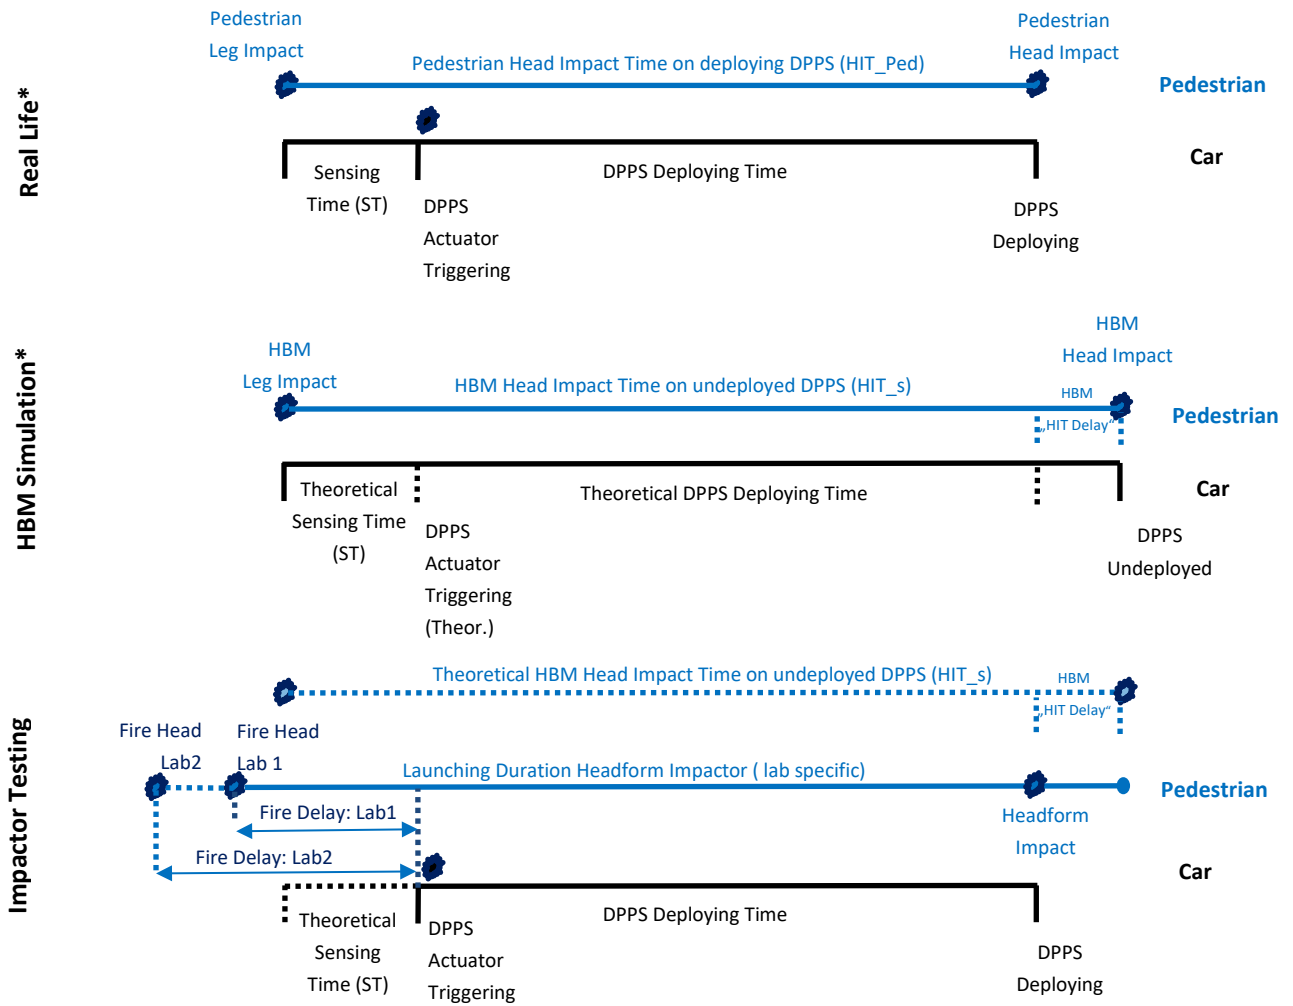 Real Life*
Pedestrian
Leg Impact
Pedestrian
Head Impact
Pedestrian Head Impact Time on deploying DPPS (HIT_Ped)
Pedestrian
Sensing
Time (ST)
DPPS Deploying Time
Car
DPPS
Actuator
Triggering
DPPS
Deploying
HBM Simulation*
HBM
Leg Impact
HBM
Head Impact
HBM Head Impact Time on undeployed DPPS (HIT_s)
HBM
„HIT Delay“
Pedestrian
Theoretical
Sensing Time
(ST)
Theoretical DPPS Deploying Time
Car
DPPS
Actuator
Triggering
(Theor.)
DPPS
Undeployed
Impactor Testing
Theoretical HBM Head Impact Time on undeployed DPPS (HIT_s)
HBM
„HIT Delay“
Fire Head
Lab2
Fire Head
Lab 1
Launching Duration Headform Impactor ( lab specific)
Pedestrian
Fire Delay: Lab1
Headform
Impact
Fire Delay: Lab2
Car
Theoretical
Sensing
Time (ST)
DPPS Deploying Time
DPPS
Actuator
Triggering
DPPS
Deploying